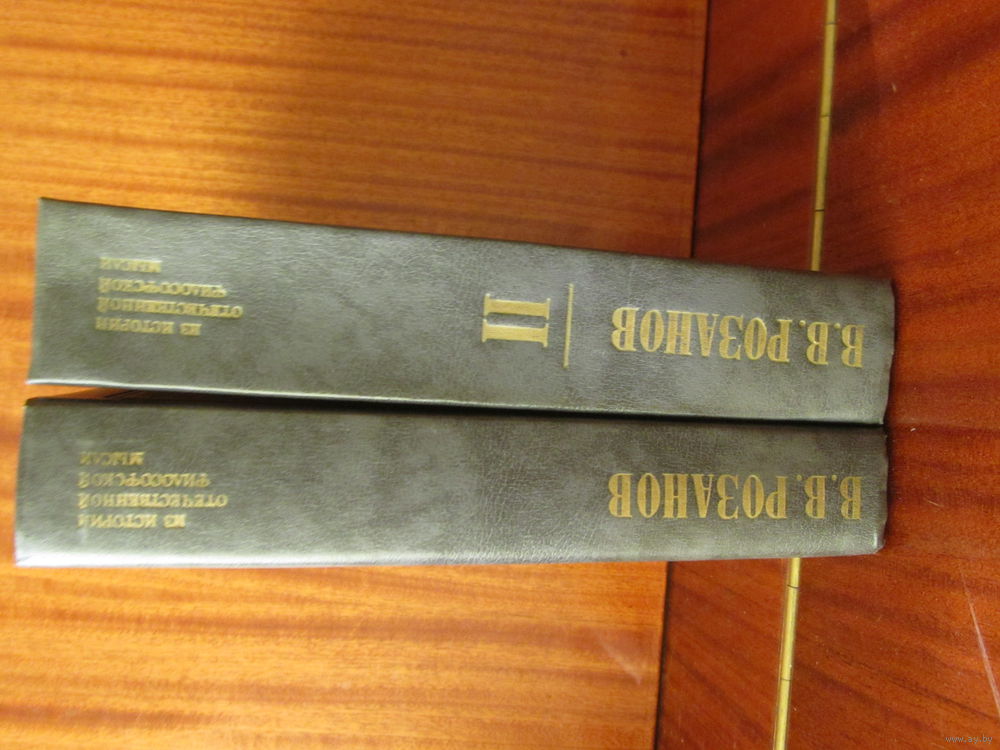 В.В. РОЗАНОВ
II
ИЗ ИСТОРИИ
ОТЕЧЕСТВЕННОЙ
ФИЛОСОФСКОЙ
МЫСЛИ
В.В. РОЗАНОВ
ИЗ ИСТОРИИ
ОТЕЧЕСТВЕННОЙ
ФИЛОСОФСКОЙ
МЫСЛИ
www.ay.by